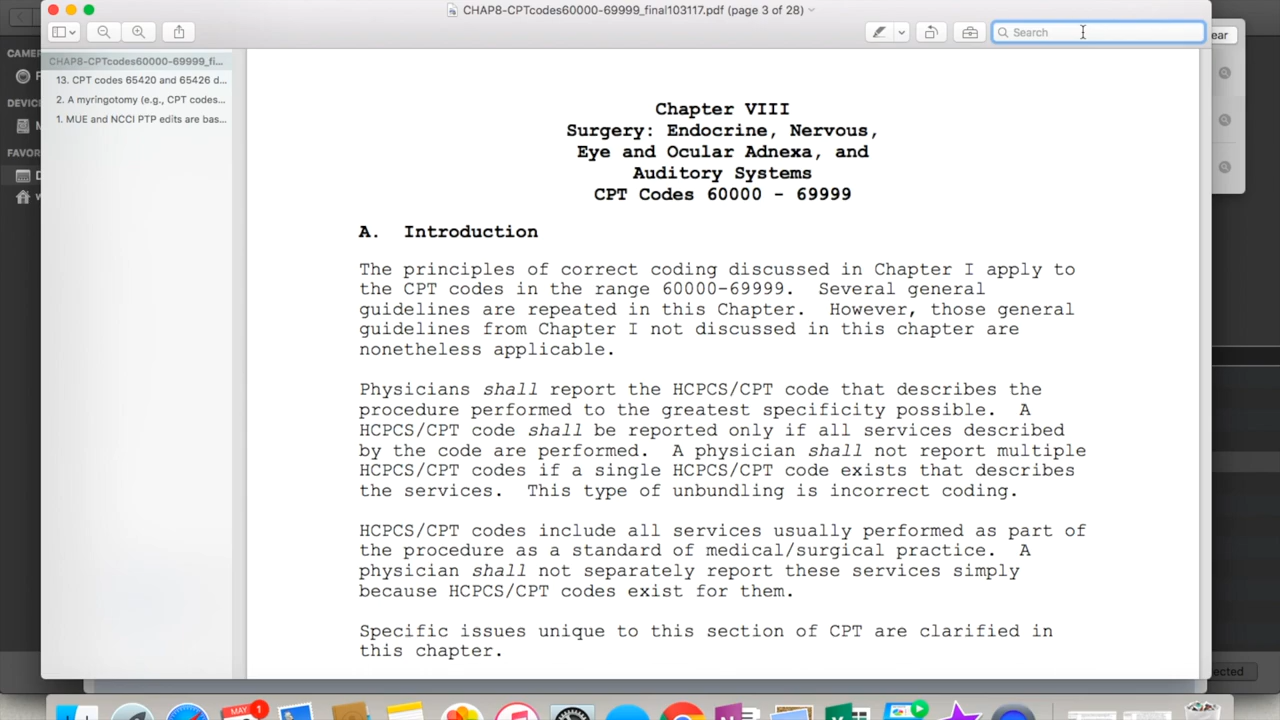 CHAP8-CPTcodes60000-69999_final103117.pdf (page 3 of 28)
Search
ear
CHAP8-CPTcodes60000-69999_fi...
13. CPT codes 65420 and 65426 d...
2. A myringotomy (e.g., CPT codes...
1. MUE and NCCI PTP edits are bas...
CAMER
F
DEVIC
M
FAVOR
D
Chapter VIII
Surgery: Endocrine, Nervous,
Eye and Ocular Adnexa, and
Auditory Systems
CPT Codes 60000 - 69999
A. Introduction
The principles of correct coding discussed in Chapter I apply to
the CPT codes in the range 60000-69999. Several general
guidelines are repeated in this Chapter. However, those general
guidelines from Chapter I not discussed in this chapter are
nonetheless applicable.
Physicians shall report the HCPCS/CPT code that describes the
procedure performed to the greatest specificity possible. A
HCPCS/CPT code shall be reported only if all services described
by the code are performed. A physician shall not report multiple
HCPCS/CPT codes if a single HCPCS/CPT code exists that describes
the services. This type of unbundling is incorrect coding.
HCPCS/CPT codes include all services usually performed as part of
the procedure as a standard of medical/surgical practice. A
physician shall not separately report these services simply
because HCPCS/CPT codes exist for them.
Specific issues unique to this section of CPT are clarified in
this chapter.
ected
MAY 1